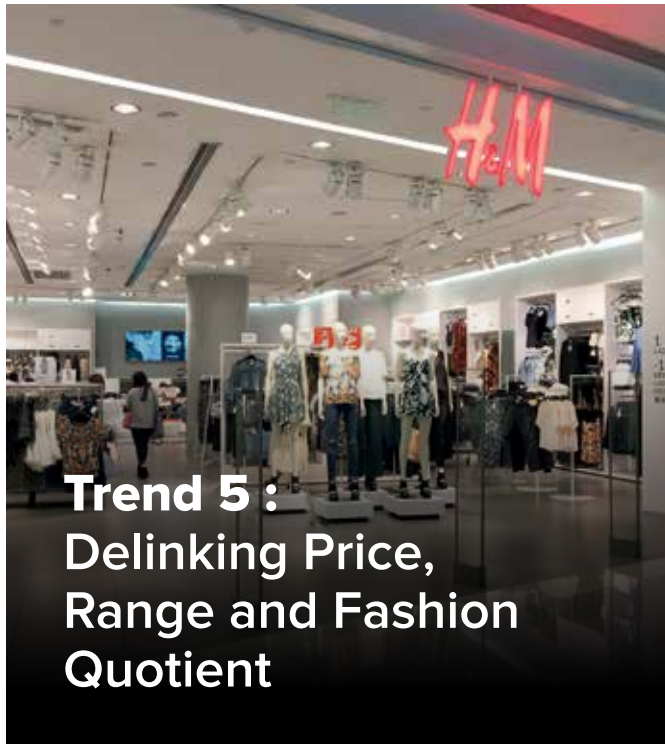 H&M
Trend 5 :
Delinking Price,
Range and Fashion
Quotient